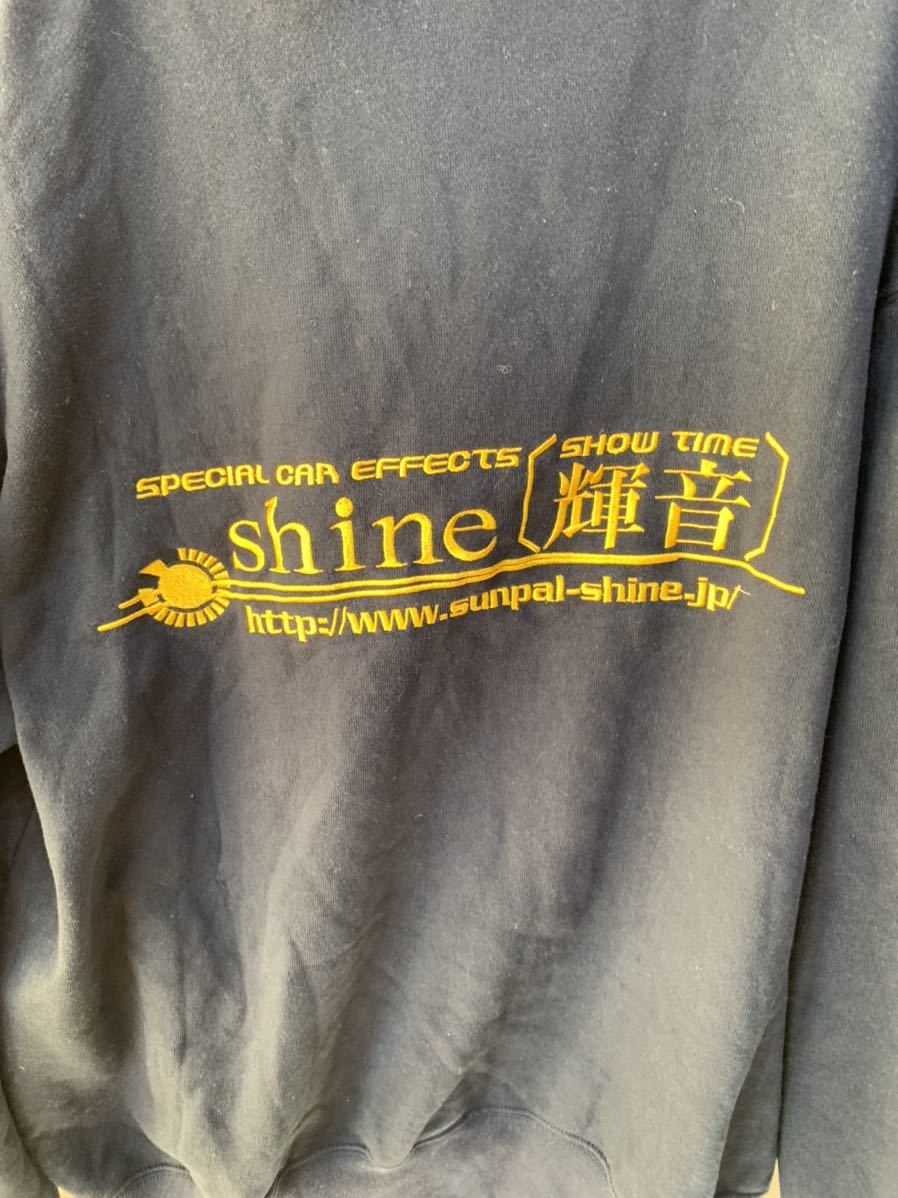 SPECIAL CAR EFFECTS
shine
SHOW TIME
輝音
http://www.sunpal-shine.jp/